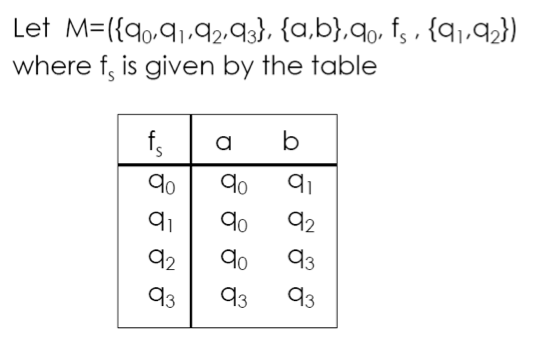 Let M=({q₀,q₁,q₂,q₃}, {a,b},q₀, fₛ , {q₁,q₂})
where fₛ is given by the table
fₛ a b
q₀ q₀ q₁
q₁ q₀ q₂
q₂ q₀ q₃
q₃ q₃ q₃